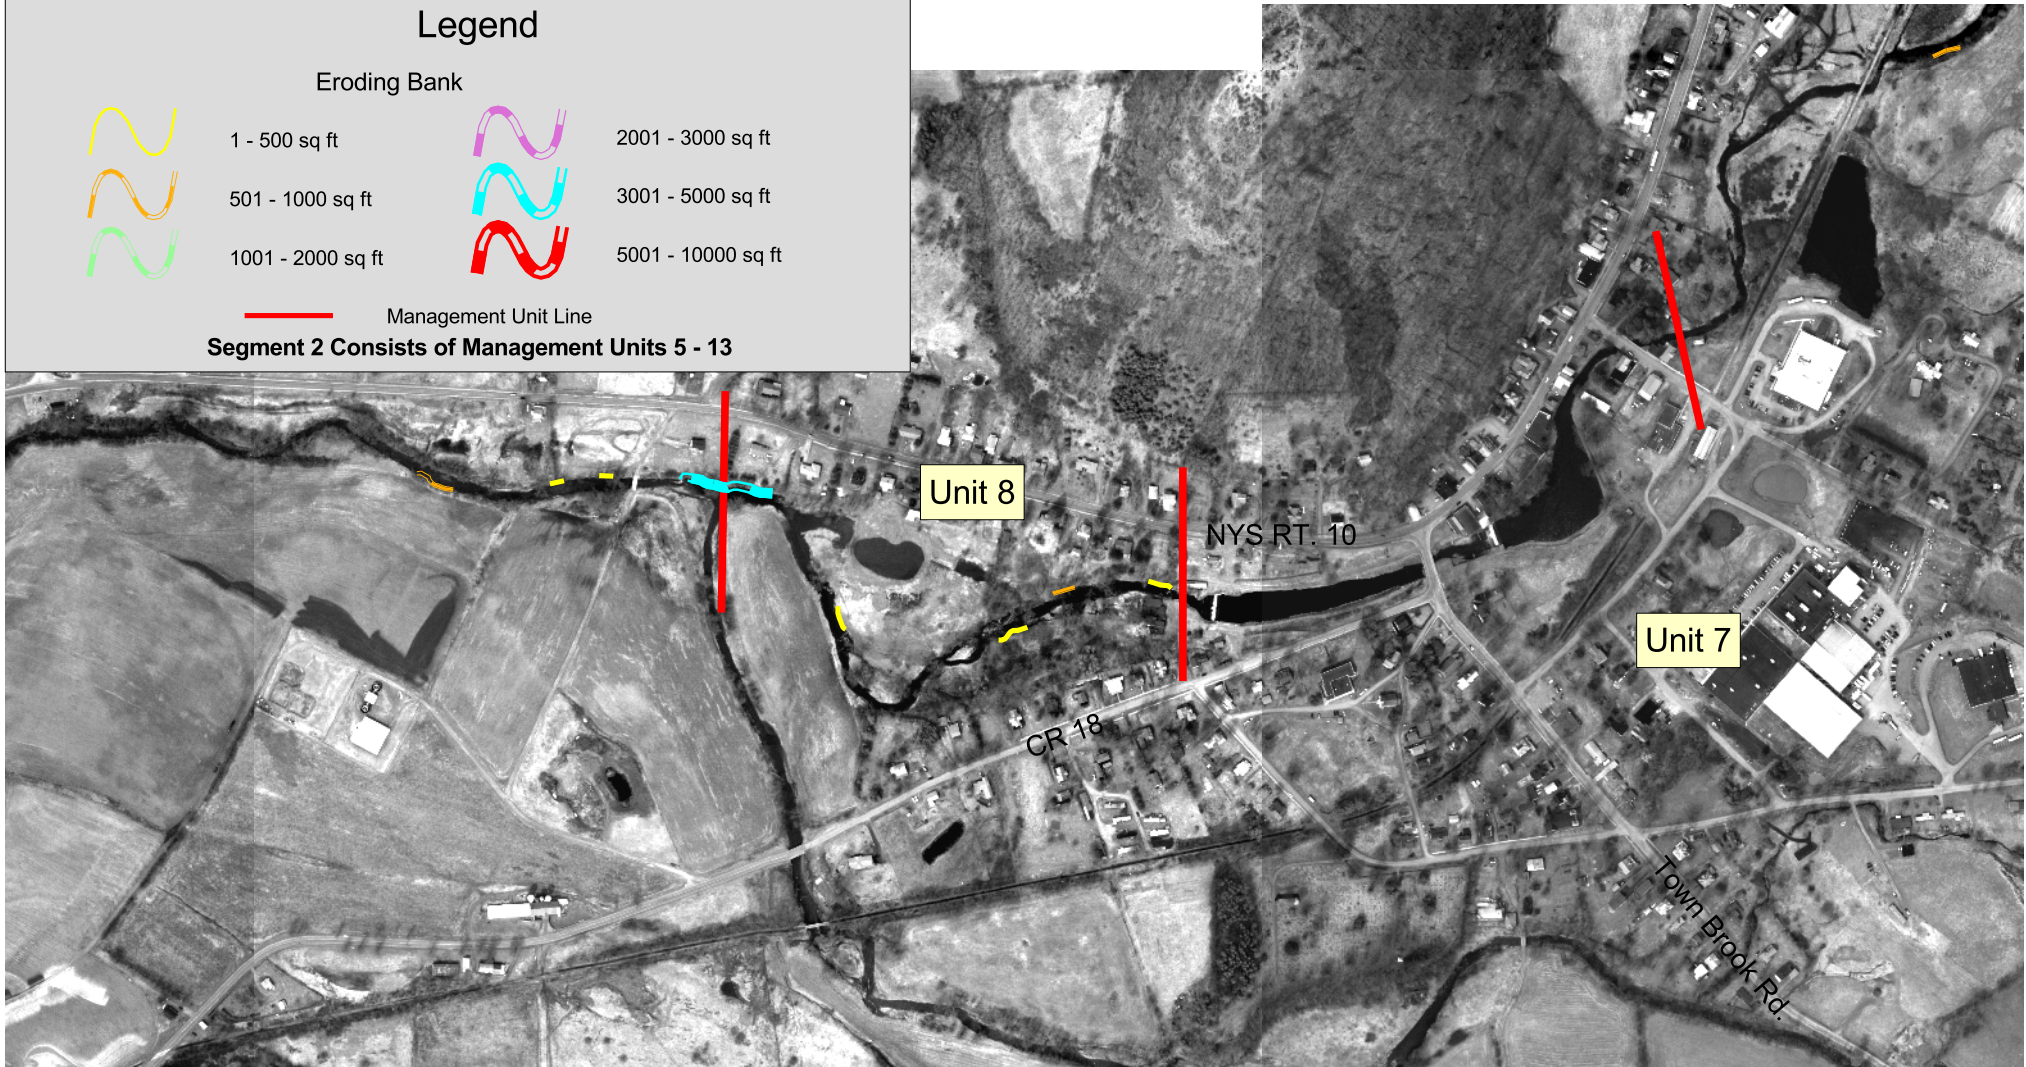 Legend
Eroding Bank
1 - 500 sq ft
2001 - 3000 sq ft
501 - 1000 sq ft
3001 - 5000 sq ft
1001 - 2000 sq ft
5001 - 10000 sq ft
Management Unit Line
Segment 2 Consists of Management Units 5 - 13
Unit 8
NYS RT. 10
Unit 7
CR 18
Town Brook Rd.